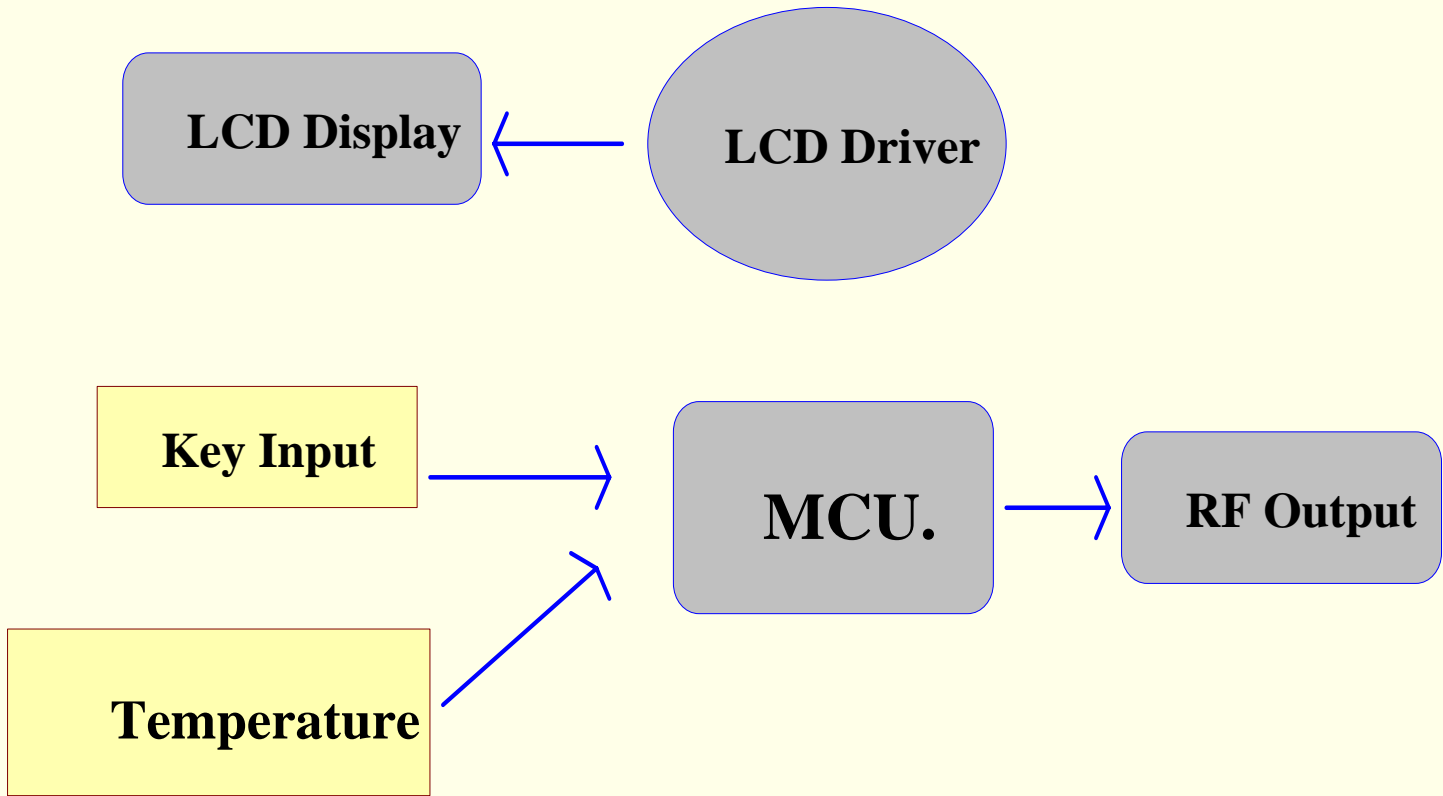 LCD Display
LCD Driver
Key Input
MCU.
RF Output
Temperature